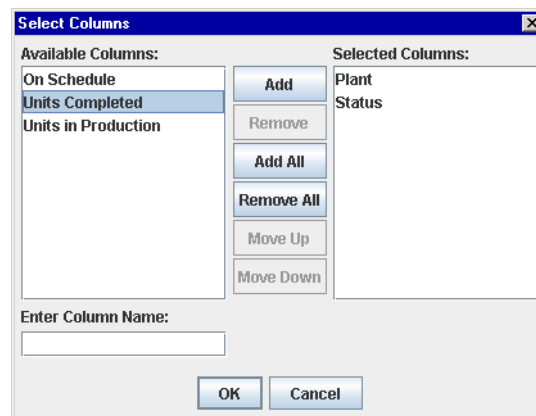 Select Columns
Available Columns:
On Schedule
Units Completed
Units in Production
Add
Remove
Add All
Remove All
Move Up
Move Down
Selected Columns:
Plant
Status
Enter Column Name:
OK
Cancel